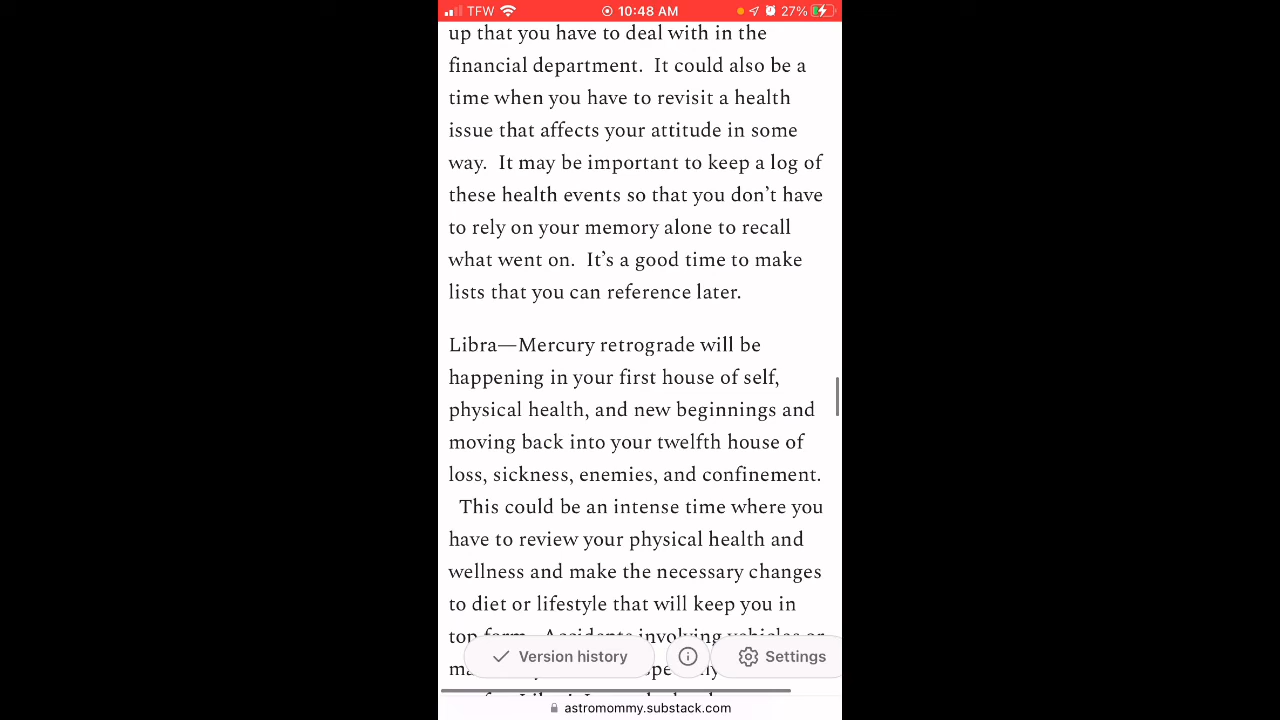 TFW 10:48 AM 27%
up that you have to deal with in the
financial department.  It could also be a
time when you have to revisit a health
issue that affects your attitude in some
way.  It may be important to keep a log of
these health events so that you don’t have
to rely on your memory alone to recall
what went on.  It’s a good time to make
lists that you can reference later.
Libra—Mercury retrograde will be
happening in your first house of self,
physical health, and new beginnings and
moving back into your twelfth house of
loss, sickness, enemies, and confinement.
This could be an intense time where you
have to review your physical health and
wellness and make the necessary changes
to diet or lifestyle that will keep you in
top form.  Accidents involving vehicles or
Version history Settings
astromommy.substack.com